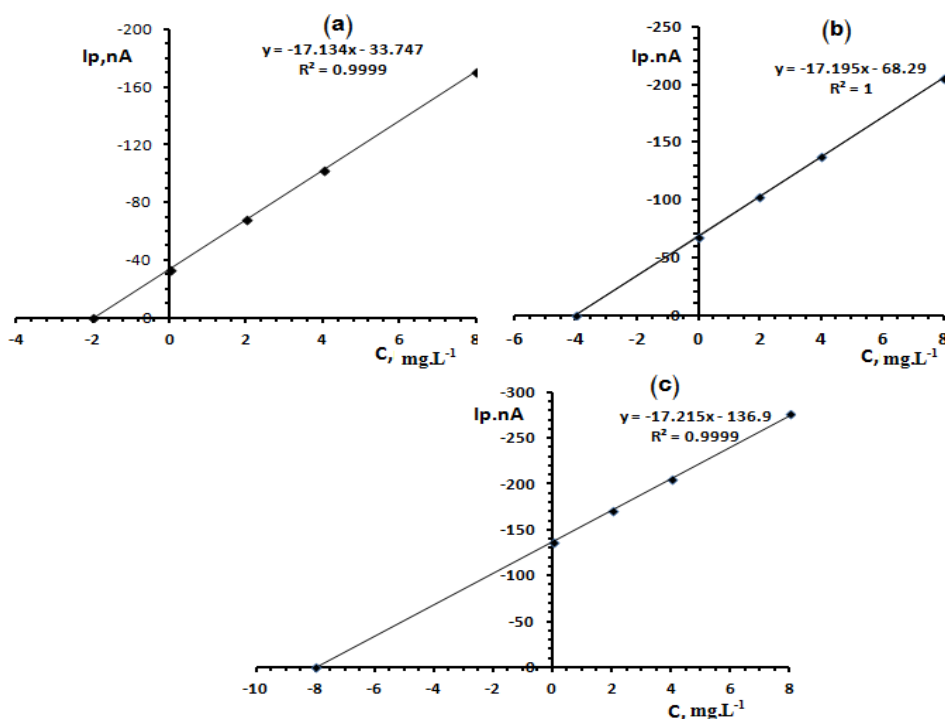 (a)
Ip,nA
y = -17.134x - 33.747
R² = 0.9999
-200
-160
-120
-80
-40
0
-4 -2 0 2 4 6 8
C, mg.L⁻¹
(b)
Ip.nA
y = -17.195x - 68.29
R² = 1
-250
-200
-150
-100
-50
0
-6 -4 -2 0 2 4 6 8
C, mg.L⁻¹
(c)
Ip.nA
y = -17.215x - 136.9
R² = 0.9999
-300
-250
-200
-150
-100
-50
0
-10 -8 -6 -4 -2 0 2 4 6 8
C, mg.L⁻¹